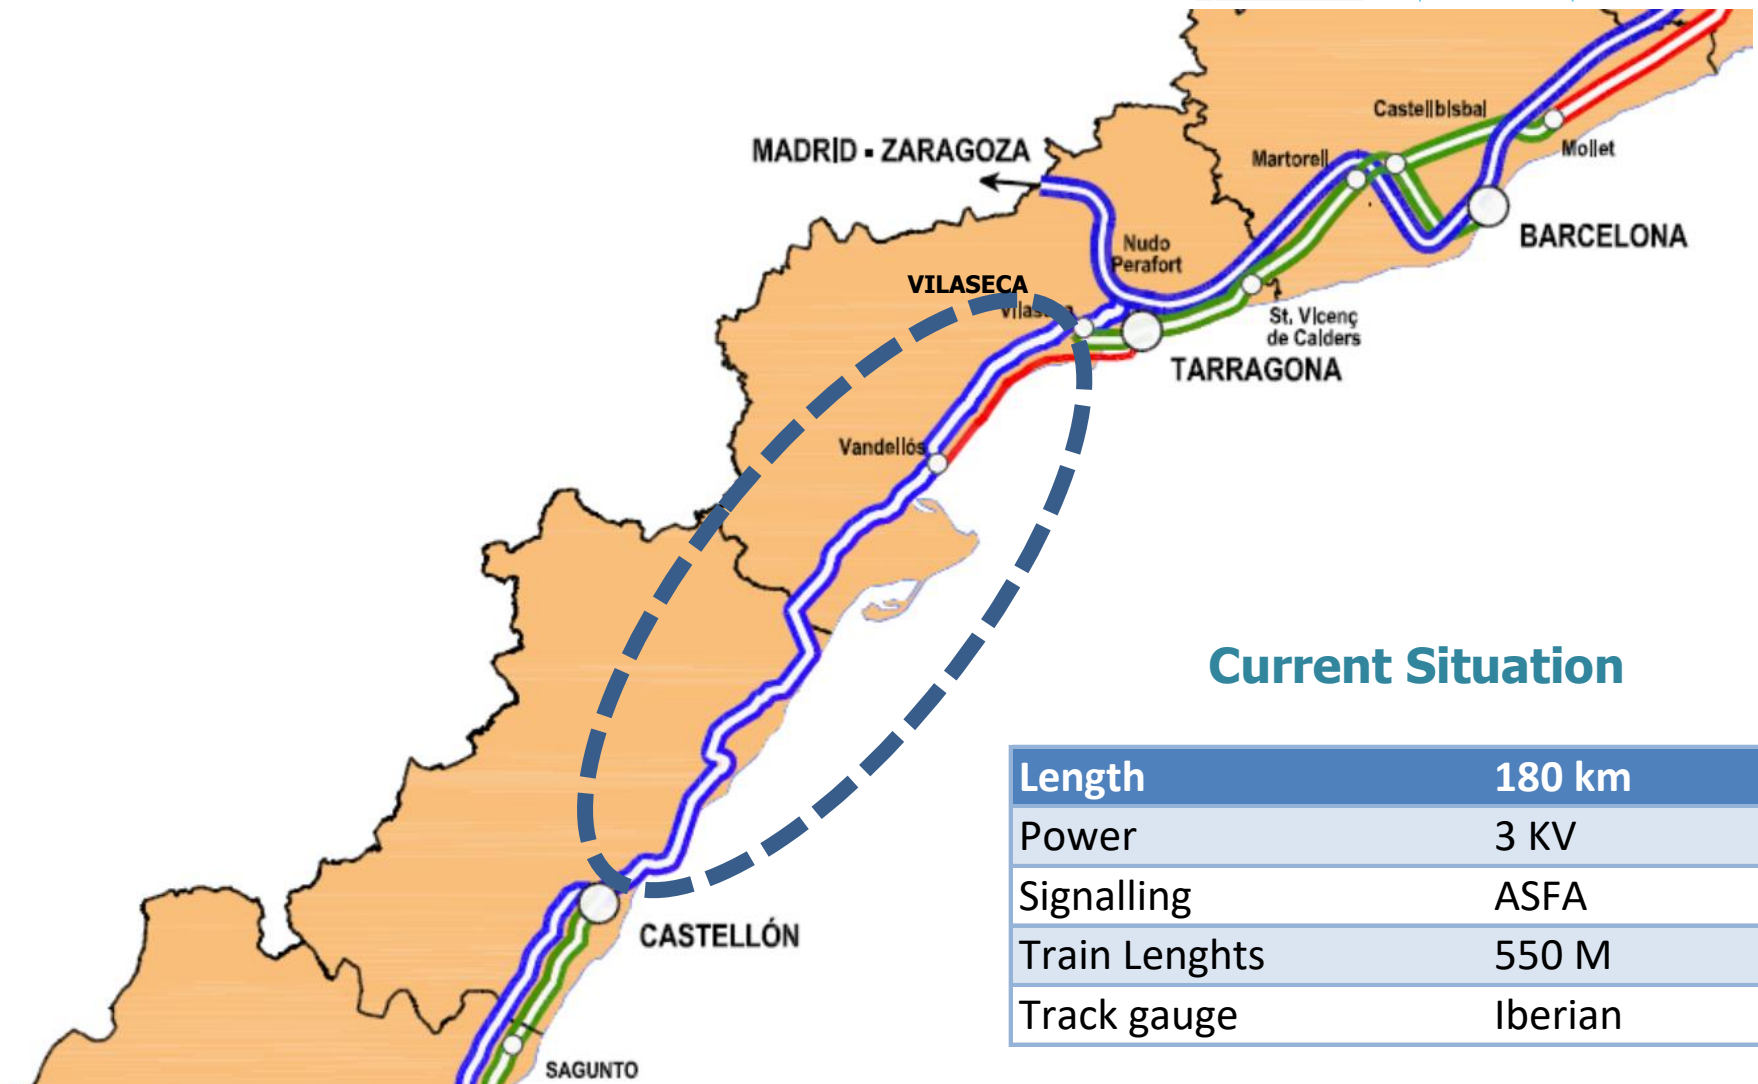 Castellbisbal
MADRID - ZARAGOZA
Martorell
Mollet
BARCELONA
Nudo
Perafort
VILASECA
St. Vicenç
de Calders
TARRAGONA
Vandellós
Current Situation
Length 180 km
Power 3 KV
Signalling ASFA
Train Lenghts 550 M
Track gauge Iberian
CASTELLÓN
SAGUNTO